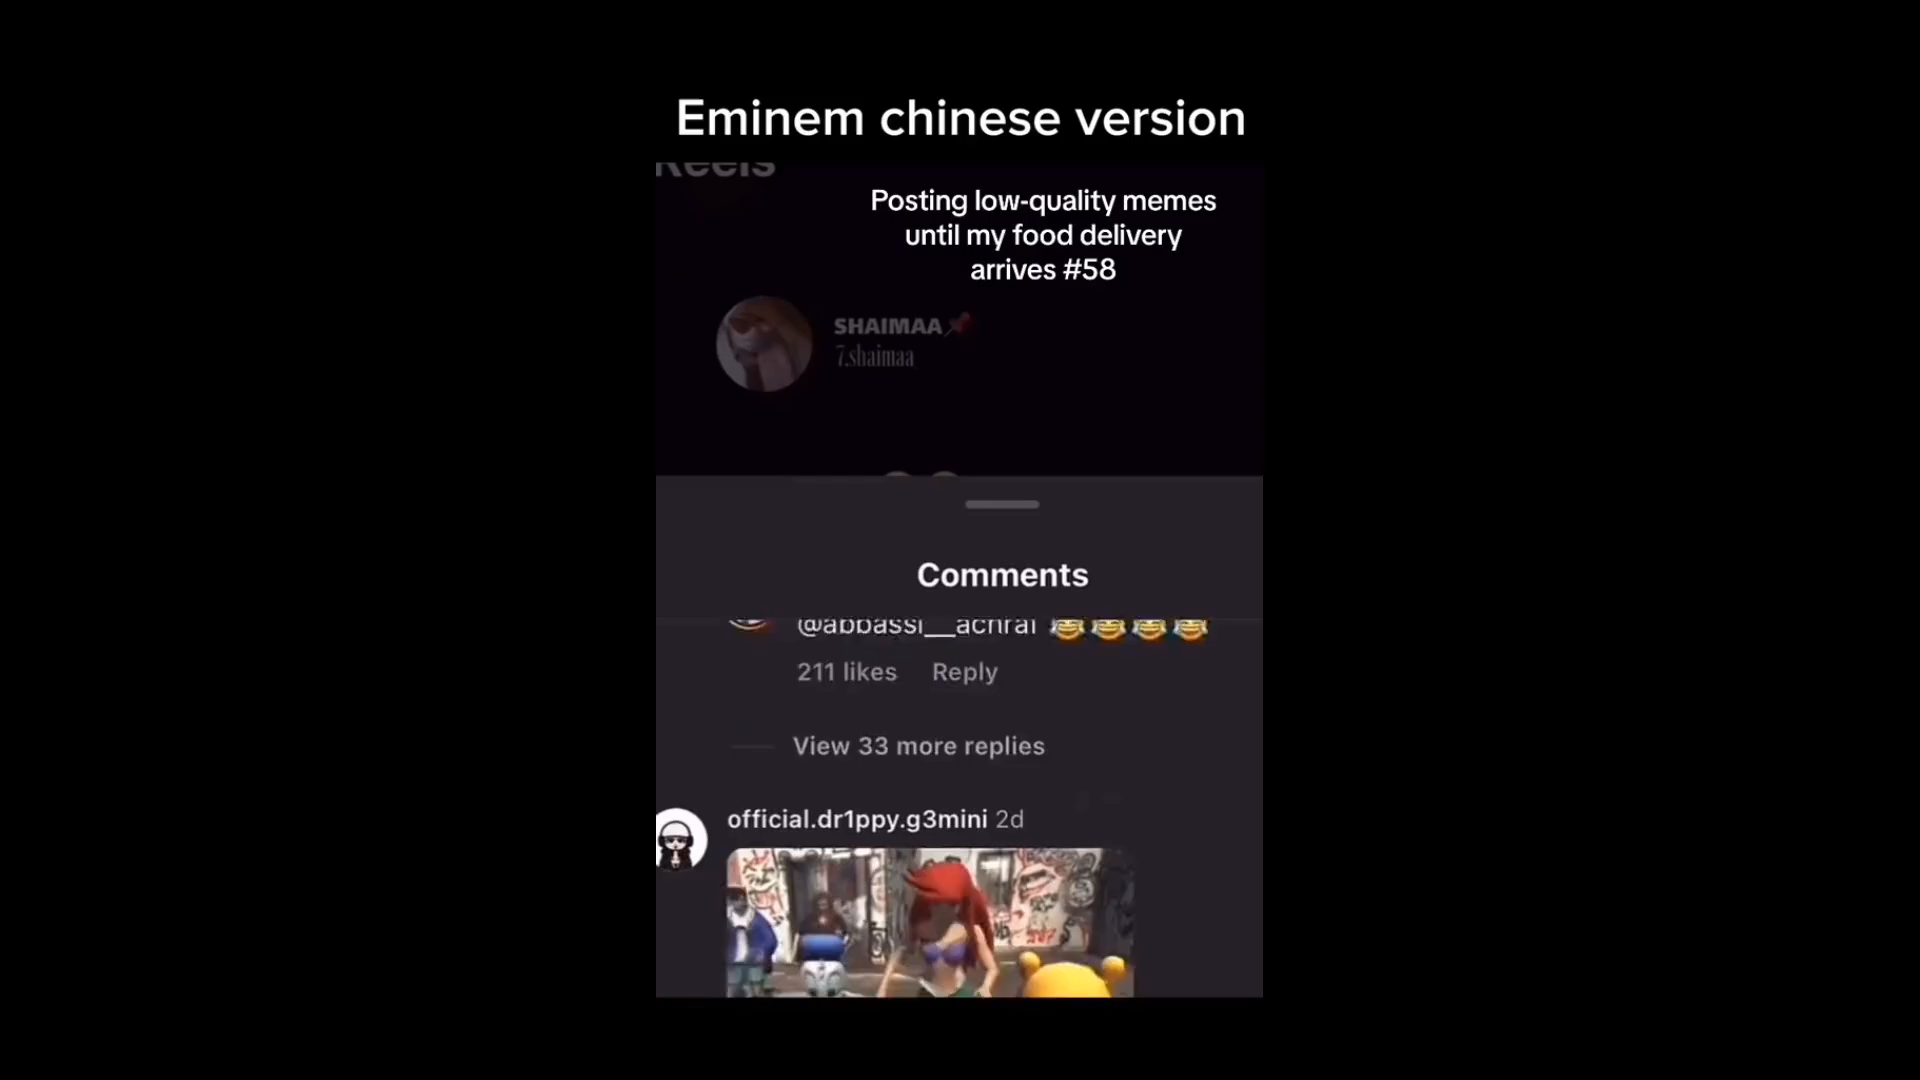 Eminem chinese version
Reels
Posting low-quality memes
until my food delivery
arrives #58
SHAIMAA
7.shaimaa
Comments
@abbassi__achraf
211 likes Reply
View 33 more replies
official.dr1ppy.g3mini 2d